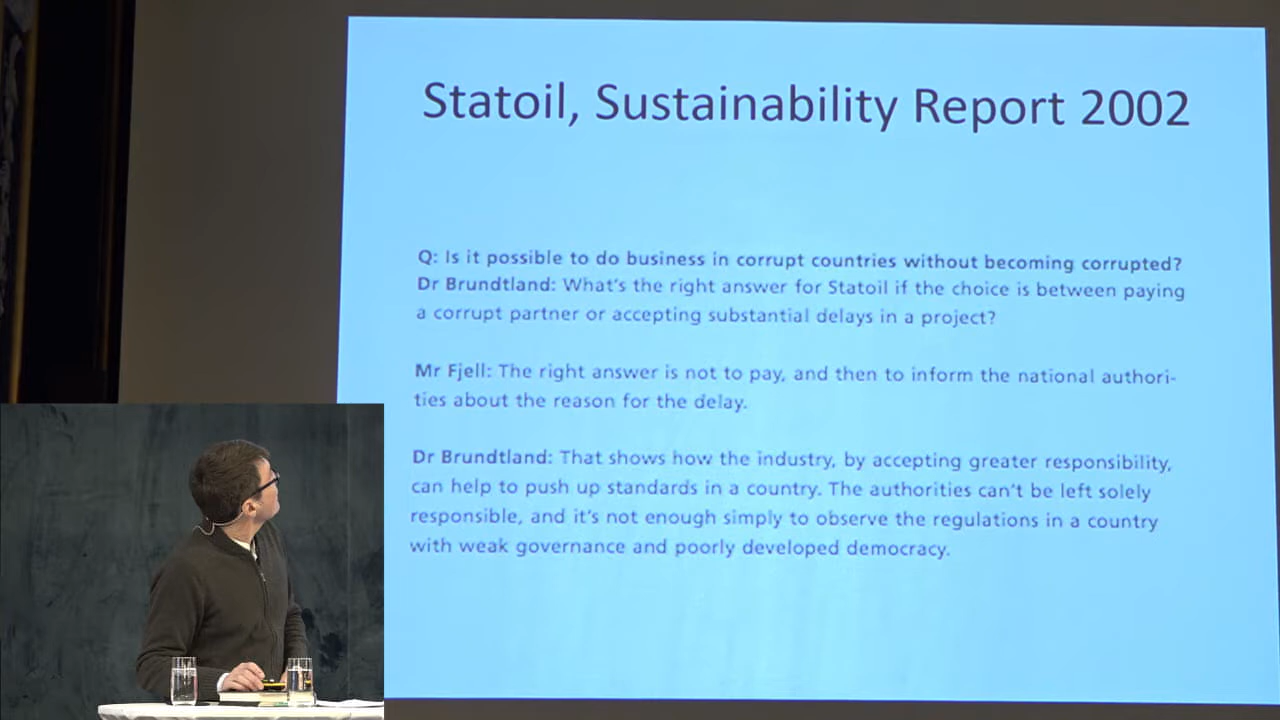 Statoil, Sustainability Report 2002
Q: Is it possible to do business in corrupt countries without becoming corrupted?
Dr Brundtland: What's the right answer for Statoil if the choice is between paying
a corrupt partner or accepting substantial delays in a project?
Mr Fjell: The right answer is not to pay, and then to inform the national authori-
ties about the reason for the delay.
Dr Brundtland: That shows how the industry, by accepting greater responsibility,
can help to push up standards in a country. The authorities can't be left solely
responsible, and it's not enough simply to observe the regulations in a country
with weak governance and poorly developed democracy.